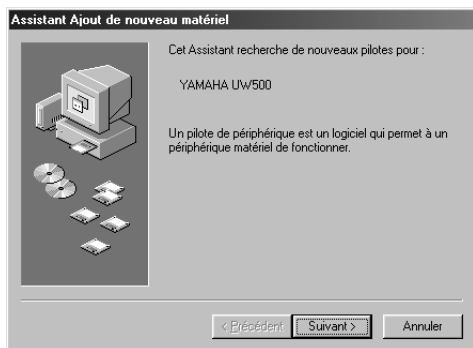 Assistant Ajout de nouveau matériel
Cet Assistant recherche de nouveaux pilotes pour :
YAMAHA UW500
Un pilote de périphérique est un logiciel qui permet à un
périphérique matériel de fonctionner.
< Précédent
Suivant >
Annuler